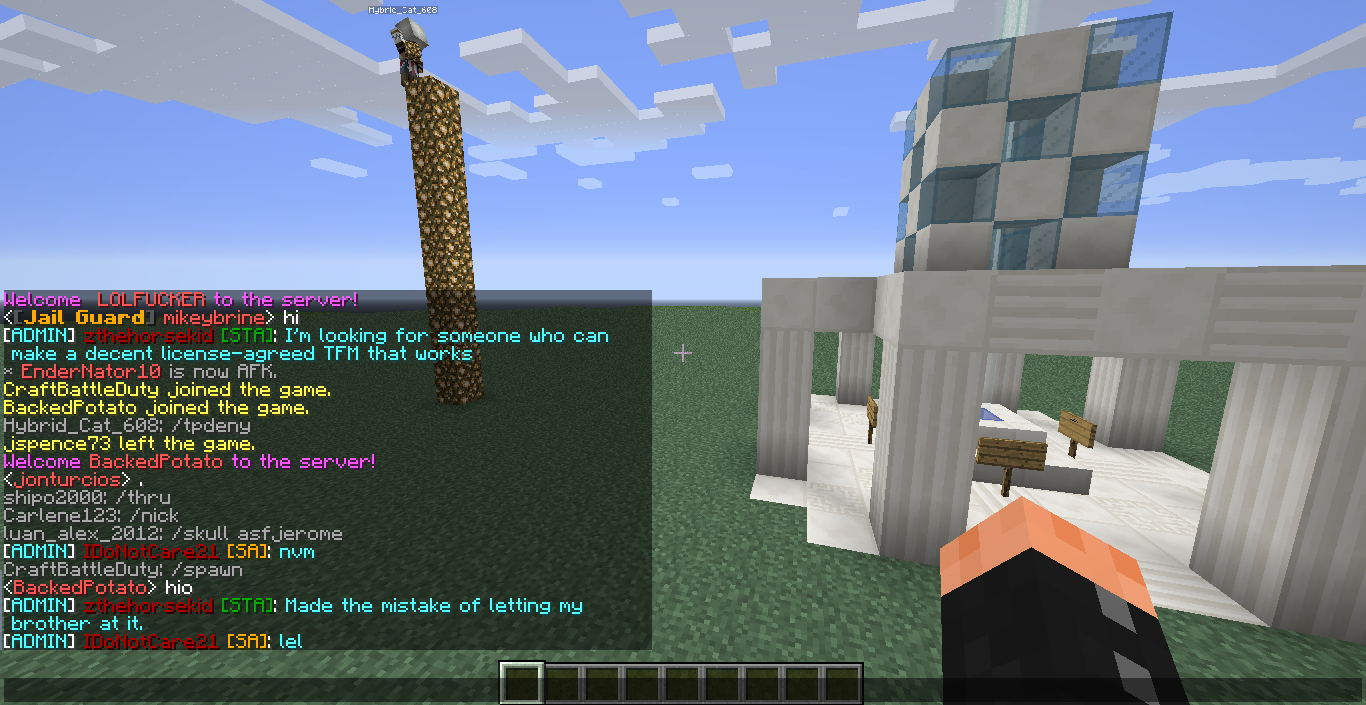 Hybrid_Cat_608
Welcome LOLFUCKER to the server!
<[Jail Guard] mikeybrine> hi
[ADMIN] zthehorsekid [STA]: I'm looking for someone who can
make a decent license-agreed TFM that works
* EnderNator10 is now AFK.
CraftBattleDuty joined the game.
BackedPotato joined the game.
Hybrid_Cat_608: /tpdeny
jspence73 left the game.
Welcome BackedPotato to the server!
<jonturcios> .
shipo2000: /thru
Carlene123: /nick
luan_alex_2012: /skull asfjerome
[ADMIN] IDoNotCare21 [SA]: nvm
CraftBattleDuty: /spawn
<BackedPotato> hio
[ADMIN] zthehorsekid [STA]: Made the mistake of letting my
brother at it.
[ADMIN] IDoNotCare21 [SA]: lel